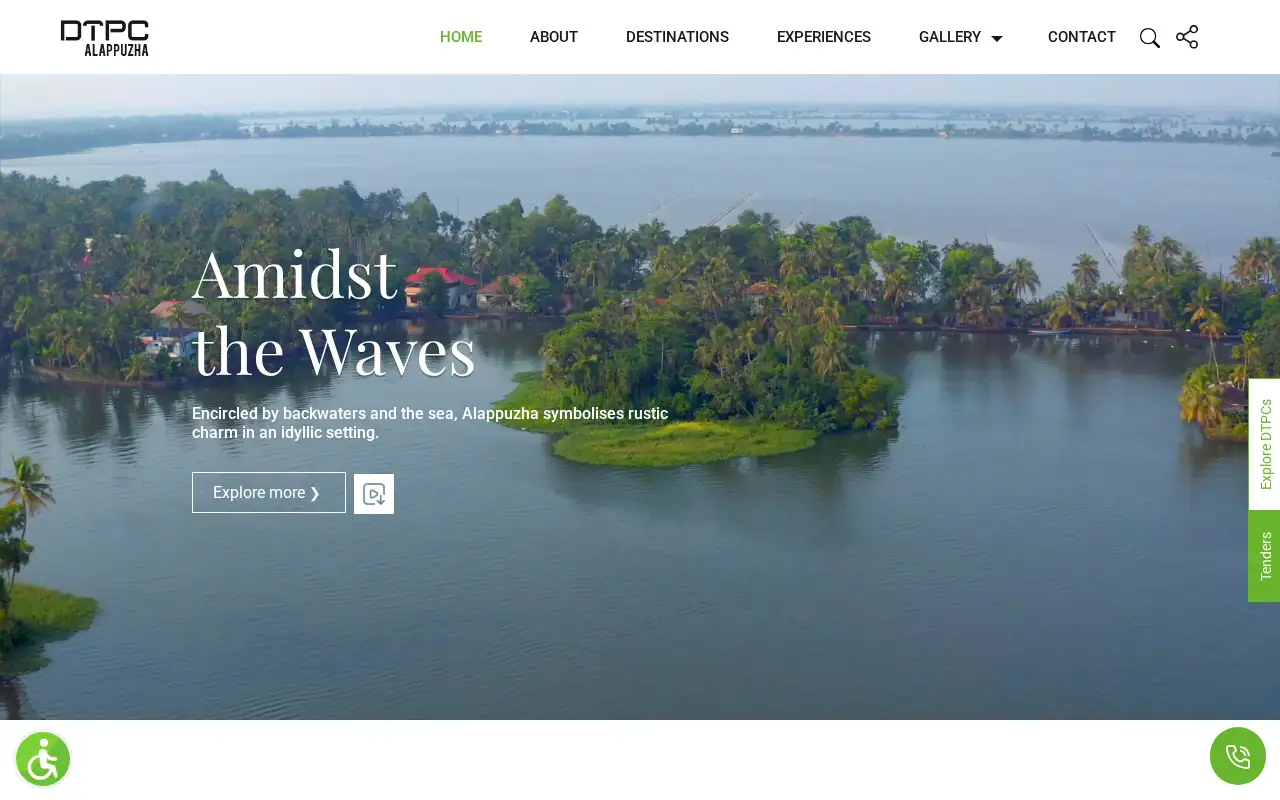 DTPC
ALAPPUZHA
HOME
ABOUT
DESTINATIONS
EXPERIENCES
GALLERY
CONTACT
Amidst
the Waves
Encircled by backwaters and the sea, Alappuzha symbolises rustic
charm in an idyllic setting.
Explore more ❯
Explore DTPCs
Tenders